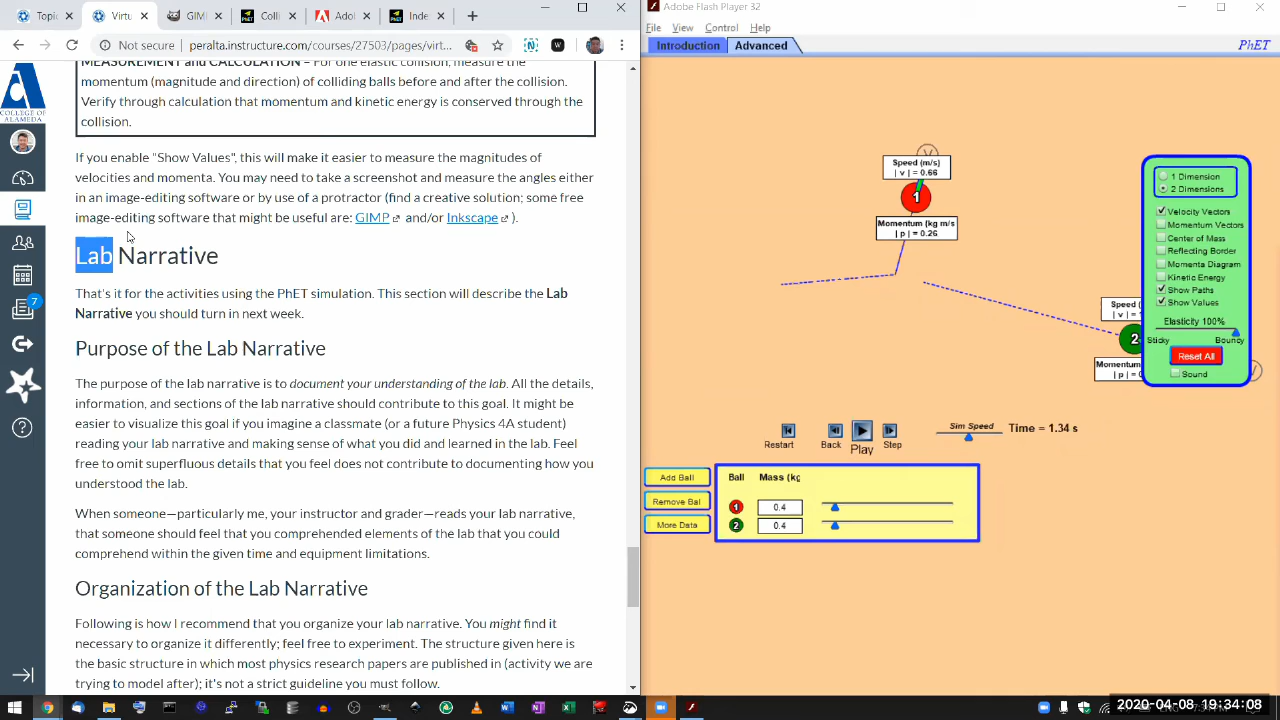 Topic
Virtu
GIM
Click
Adol
Inde
Not secure
peralta.instructure.com/courses/27503/pages/virt...
COLLEGE OF ALAMEDA
7
MEASUREMENT and CALCULATION – For one elastic collision, measure the
momentum (magnitude and direction) of colliding balls before and after the collision.
Verify through calculation that momentum and kinetic energy is conserved through the
collision.
If you enable "Show Values", this will make it easier to measure the magnitudes of
velocities and momenta. You may need to take a screenshot and measure the angles either
in an image-editing software or by use of a protractor (find a creative solution; some free
image-editing software that might be useful are: GIMP and/or Inkscape ).
Lab Narrative
That's it for the activities using the PhET simulation. This section will describe the Lab
Narrative you should turn in next week.
Purpose of the Lab Narrative
The purpose of the lab narrative is to document your understanding of the lab. All the details,
information, and sections of the lab narrative should contribute to this goal. It might be
easier to visualize this goal if you imagine a classmate (or a future Physics 4A student)
reading your lab narrative and making sense of what you did and learned in the lab. Feel
free to omit superfluous details that you feel does not contribute to documenting how you
understood the lab.
When someone—particularly me, your instructor and grader—reads your lab narrative,
that someone should feel that you comprehended elements of the lab that you could
comprehend within the given time and equipment limitations.
Organization of the Lab Narrative
Following is how I recommend that you organize your lab narrative. You might find it
necessary to organize it differently; feel free to experiment. The structure given here is
the basic structure in which most physics research papers are published in (activity we are
trying to model after); it's not a strict guideline you must follow.
Adobe Flash Player 32
File View Control Help
Introduction Advanced
PhET
V
Speed (m/s)
| v | = 0.66
1
Momentum (kg m/s
| p | = 0.26
Speed (
| v | = 1
2
Momentum
| p | = 0
V
1 Dimension
2 Dimensions
Velocity Vectors
Momentum Vectors
Center of Mass
Reflecting Border
Momenta Diagram
Kinetic Energy
Show Paths
Show Values
Elasticity 100%
Sticky Bouncy
Reset All
Sound
Restart Back Play Step
Sim Speed
Time = 1.34 s
Add Ball
Remove Bal
More Data
Ball Mass (kg
1 0.4
2 0.4
2020-04-08 19:34:08